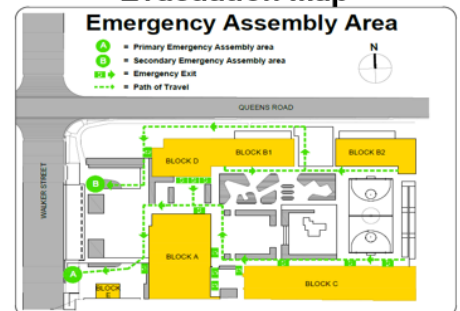 Emergency Assembly Area
A = Primary Emergency Assembly area
B = Secondary Emergency Assembly area
= Emergency Exit
= Path of Travel
N
QUEENS ROAD
WALKER STREET
BLOCK D
BLOCK B1
BLOCK B2
B
A
BLOCK A
BLOCK E
BLOCK C